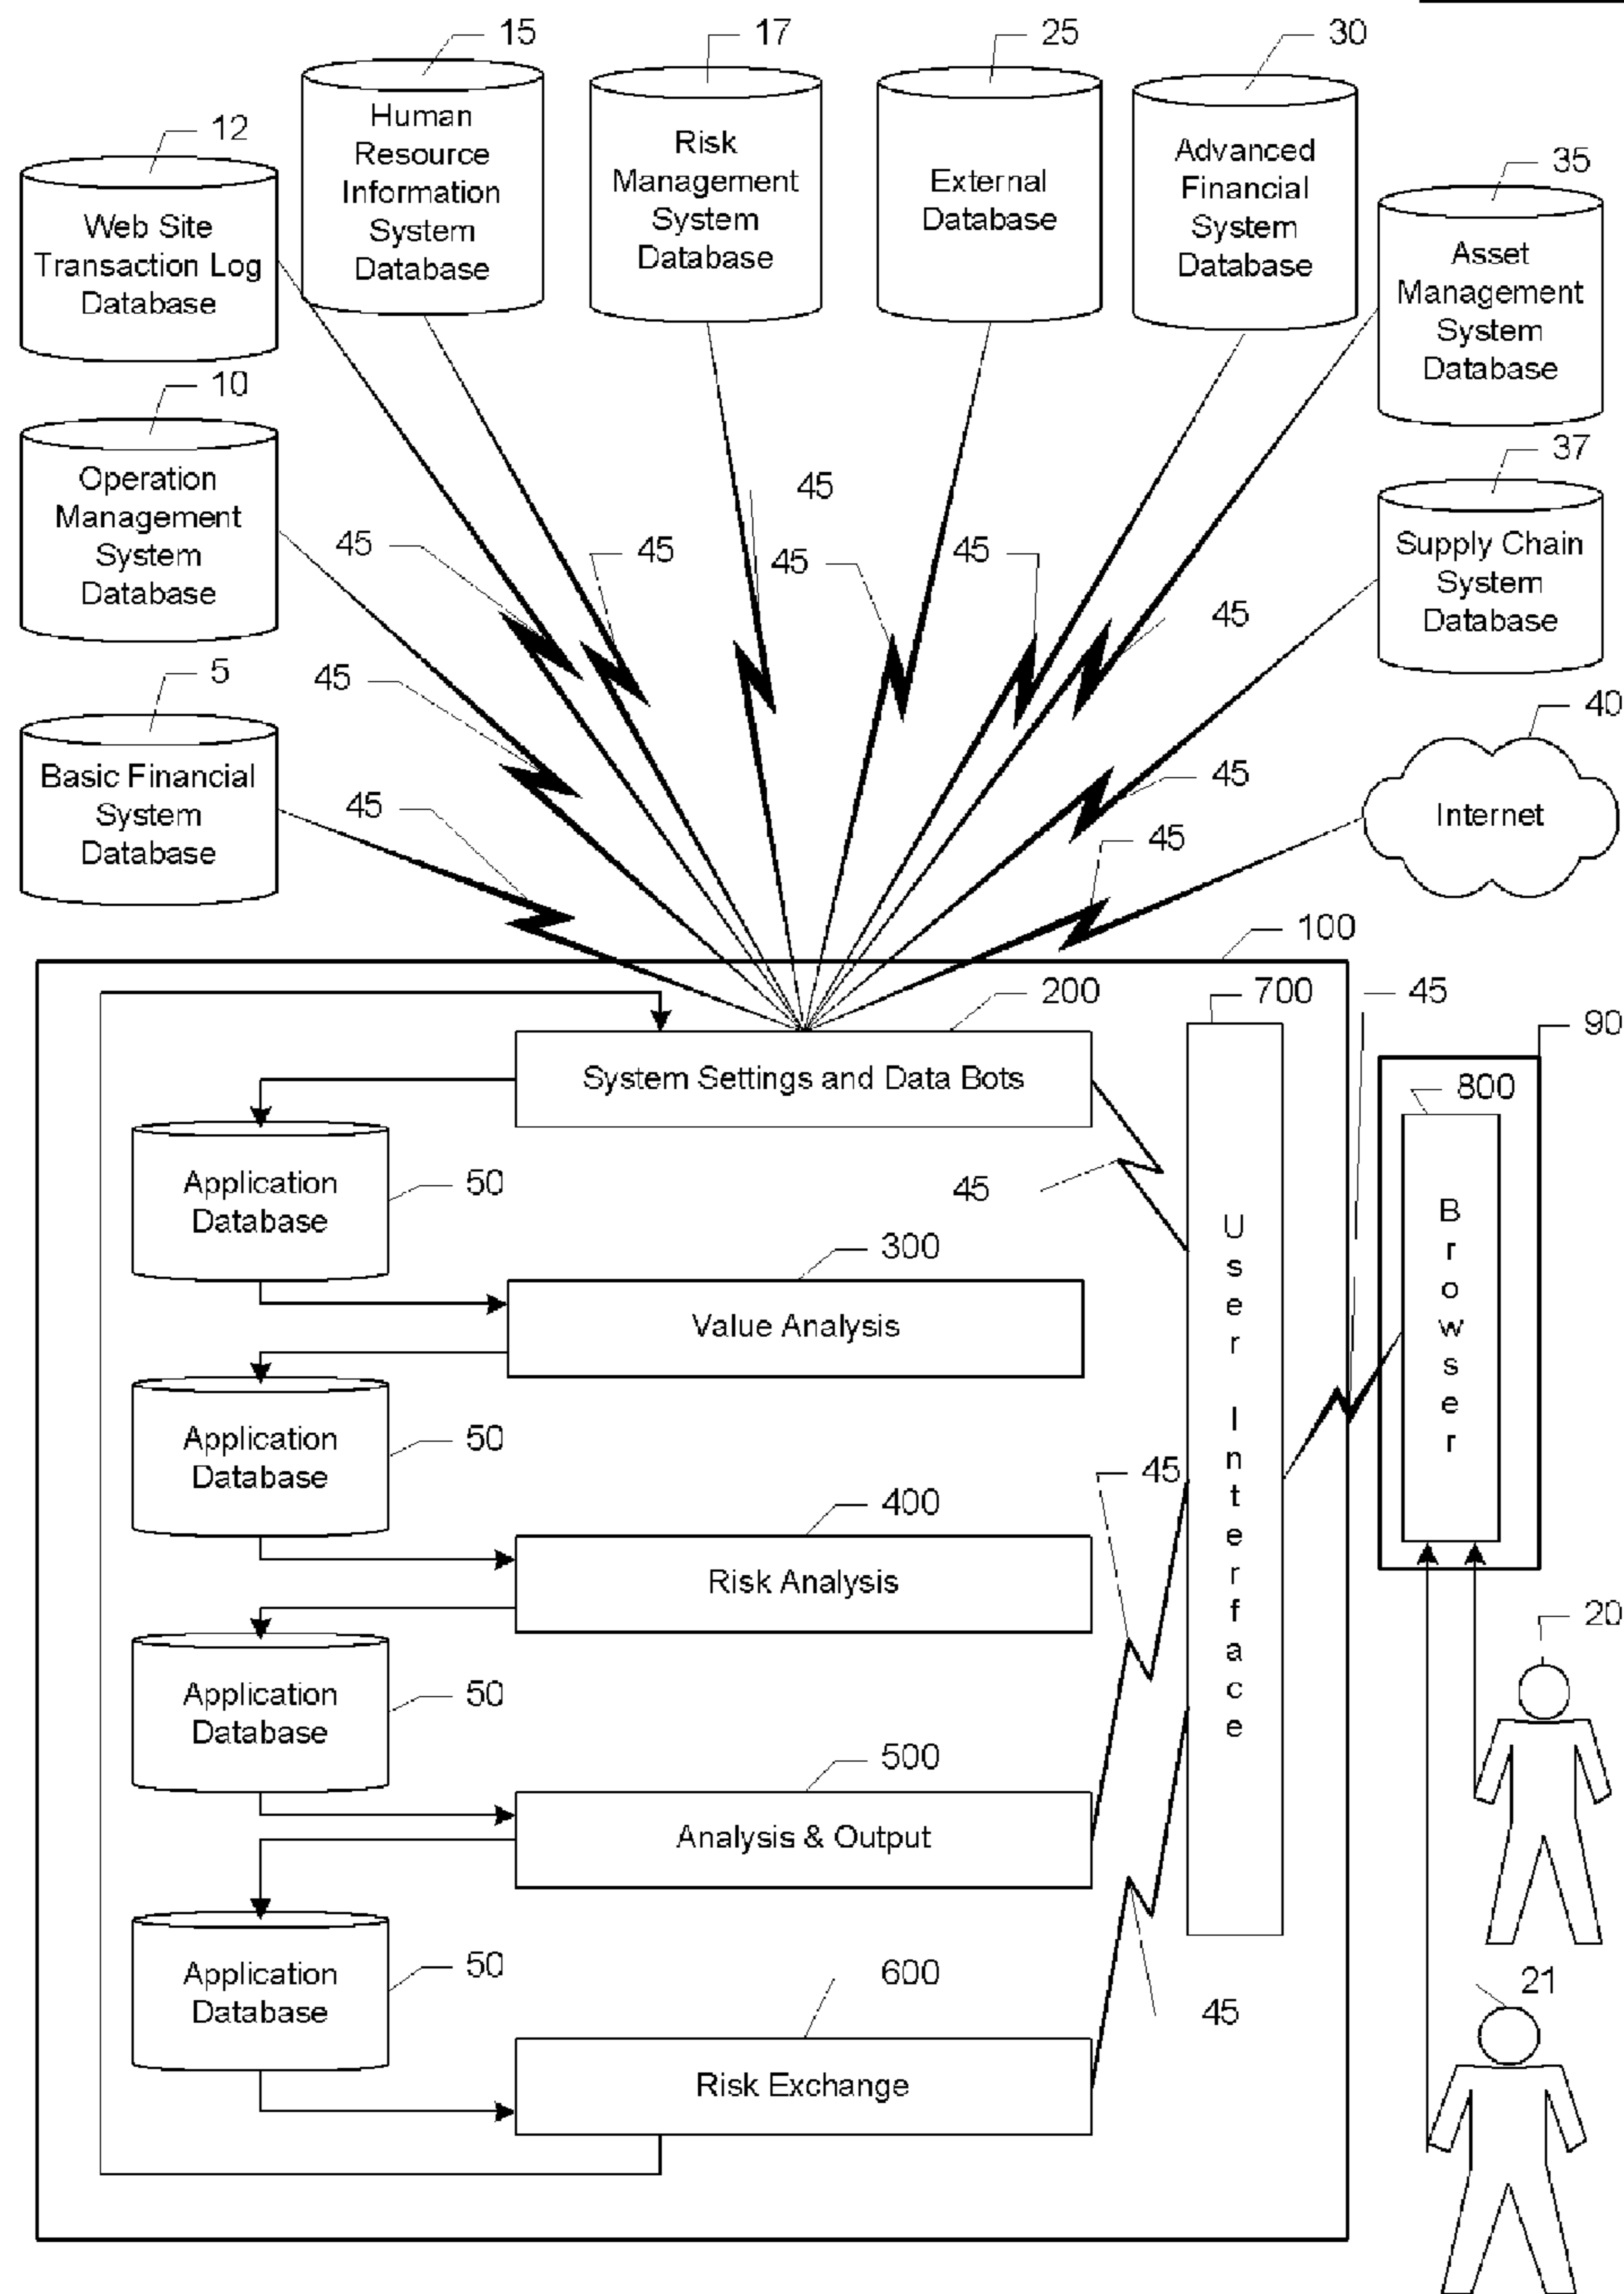 15
17
25
30
12
35
Human
Resource
Information
System
Database
Risk
Management
System
Database
External
Database
Advanced
Financial
System
Database
Web Site
Transaction Log
Database
Asset
Management
System
Database
10
37
Operation
Management
System
Database
45
45
45
45
45
45
Supply Chain
System
Database
5
45
40
Basic Financial
System
Database
45
45
45
Internet
100
200
700
45
90
System Settings and Data Bots
800
Application
Database
50
45
300
Value Analysis
User Interface
Browser
Application
Database
50
45
400
Risk Analysis
20
Application
Database
50
500
Analysis & Output
Application
Database
50
600
45
21
Risk Exchange